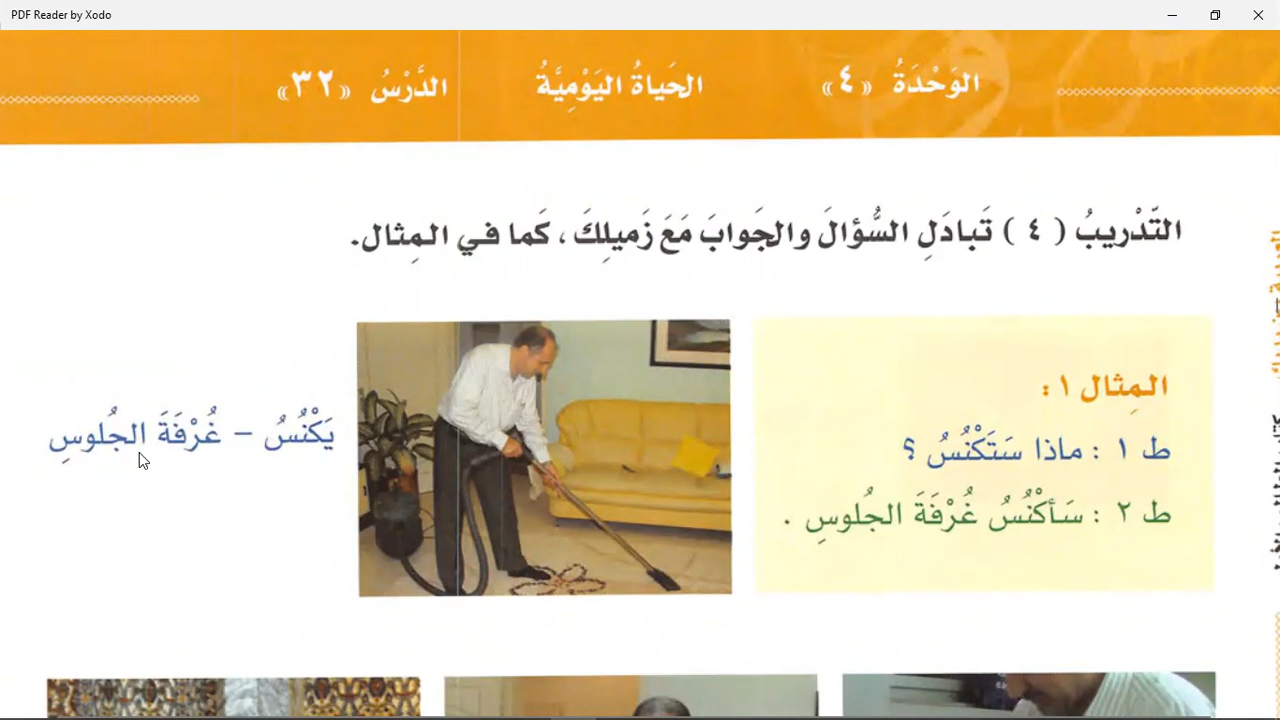 PDF Reader by Xodo
الوَحْدَةُ «٤» الحَياةُ اليَوْمِيَّةُ الدَّرْسُ «٣٢»
التّدْريبُ ( ٤ ) تَبادَلِ السُّؤالَ والجَوابَ مَعَ زَميلِكَ ، كَما في المِثال.
المِثال ١ :
ط ١ : ماذا سَتَكْنُسُ ؟
ط ٢ : سَأكْنُسُ غُرْفَةَ الجُلوسِ .
يَكْنُسُ – غُرْفَةَ الجُلوسِ